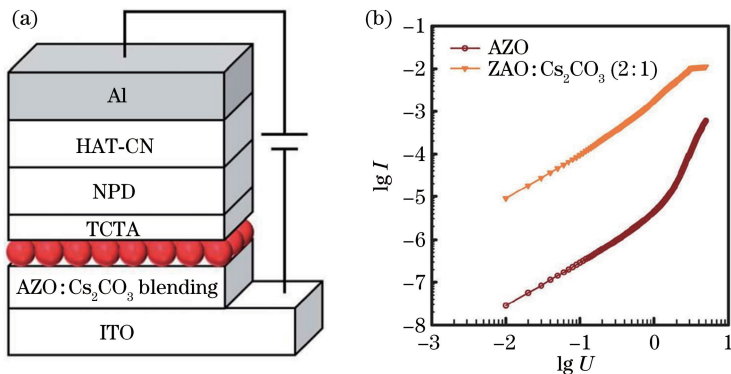 (a)
Al
HAT-CN
NPD
TCTA
AZO:Cs₂CO₃ blending
ITO
(b)
AZO
ZAO:Cs₂CO₃ (2:1)
lg I
−1
−2
−3
−4
−5
−6
−7
−8
−3
−2
−1
0
1
lg U